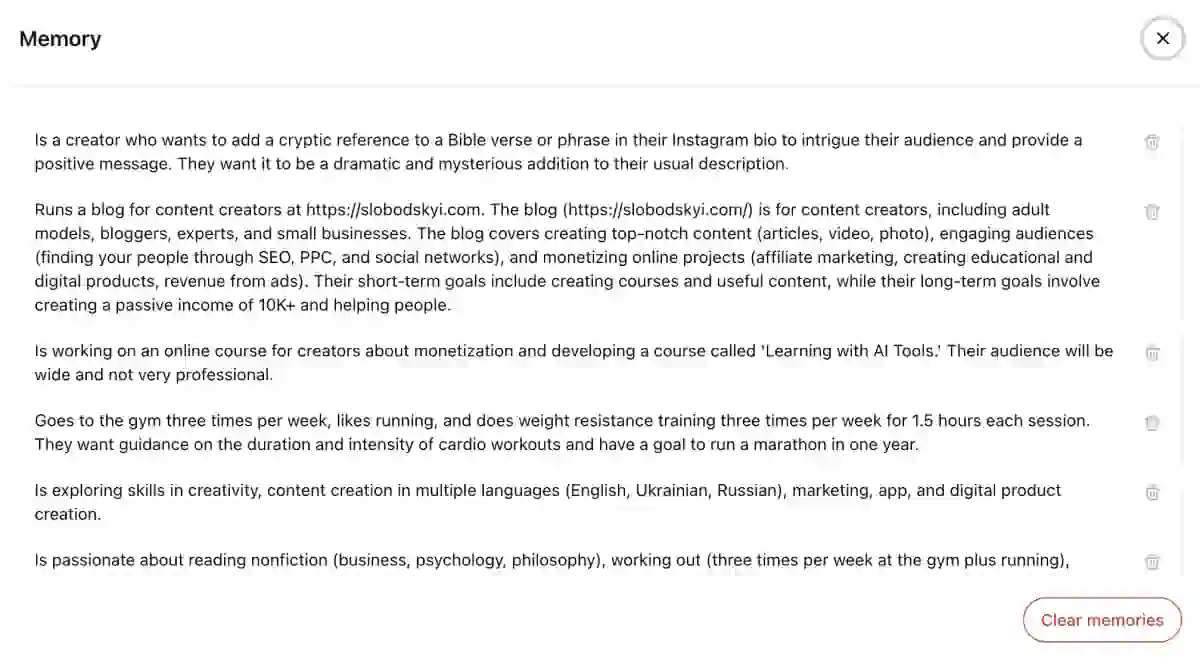 Memory
Is a creator who wants to add a cryptic reference to a Bible verse or phrase in their Instagram bio to intrigue their audience and provide a
positive message. They want it to be a dramatic and mysterious addition to their usual description.
Runs a blog for content creators at https://slobodskyi.com. The blog (https://slobodskyi.com/) is for content creators, including adult
models, bloggers, experts, and small businesses. The blog covers creating top-notch content (articles, video, photo), engaging audiences
(finding your people through SEO, PPC, and social networks), and monetizing online projects (affiliate marketing, creating educational and
digital products, revenue from ads). Their short-term goals include creating courses and useful content, while their long-term goals involve
creating a passive income of 10K+ and helping people.
Is working on an online course for creators about monetization and developing a course called 'Learning with AI Tools.' Their audience will be
wide and not very professional.
Goes to the gym three times per week, likes running, and does weight resistance training three times per week for 1.5 hours each session.
They want guidance on the duration and intensity of cardio workouts and have a goal to run a marathon in one year.
Is exploring skills in creativity, content creation in multiple languages (English, Ukrainian, Russian), marketing, app, and digital product
creation.
Is passionate about reading nonfiction (business, psychology, philosophy), working out (three times per week at the gym plus running),
Clear memories